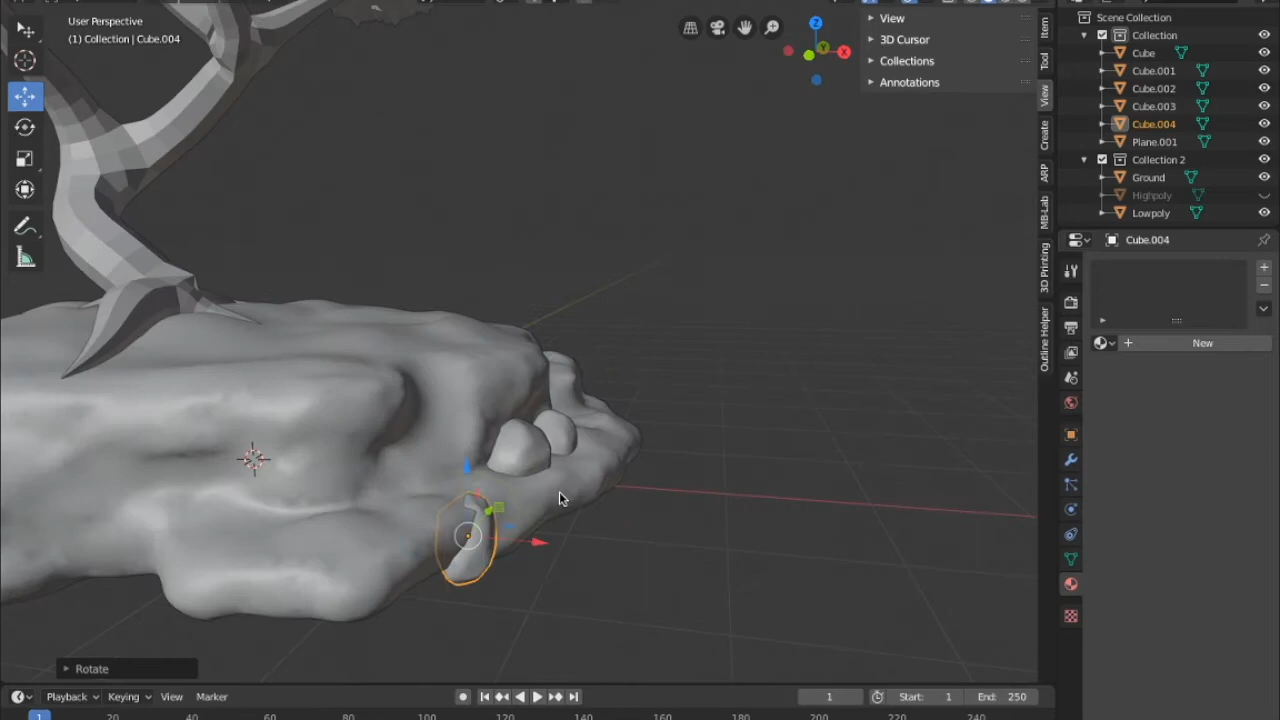 User Perspective
(1) Collection | Cube.004
View
3D Cursor
Collections
Annotations
Item
Tool
View
Create
ARP
MB-Lab
3D Printing
Outline Helper
Scene Collection
Collection
Cube
Cube.001
Cube.002
Cube.003
Cube.004
Plane.001
Collection 2
Ground
Highpoly
Lowpoly
Cube.004
New
Z
Y
X
Rotate
Playback
Keying
View
Marker
1
Start: 1
End: 250
1 20 40 60 80 100 120 140 160 180 200 220 240